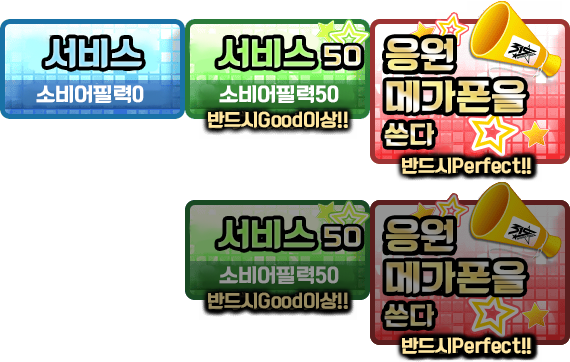 서비스
소비어필력0
서비스 50
소비어필력50
반드시Good이상!!
응원
메가폰을
쓴다
반드시Perfect!!
서비스 50
소비어필력50
반드시Good이상!!
응원
메가폰을
쓴다
반드시Perfect!!